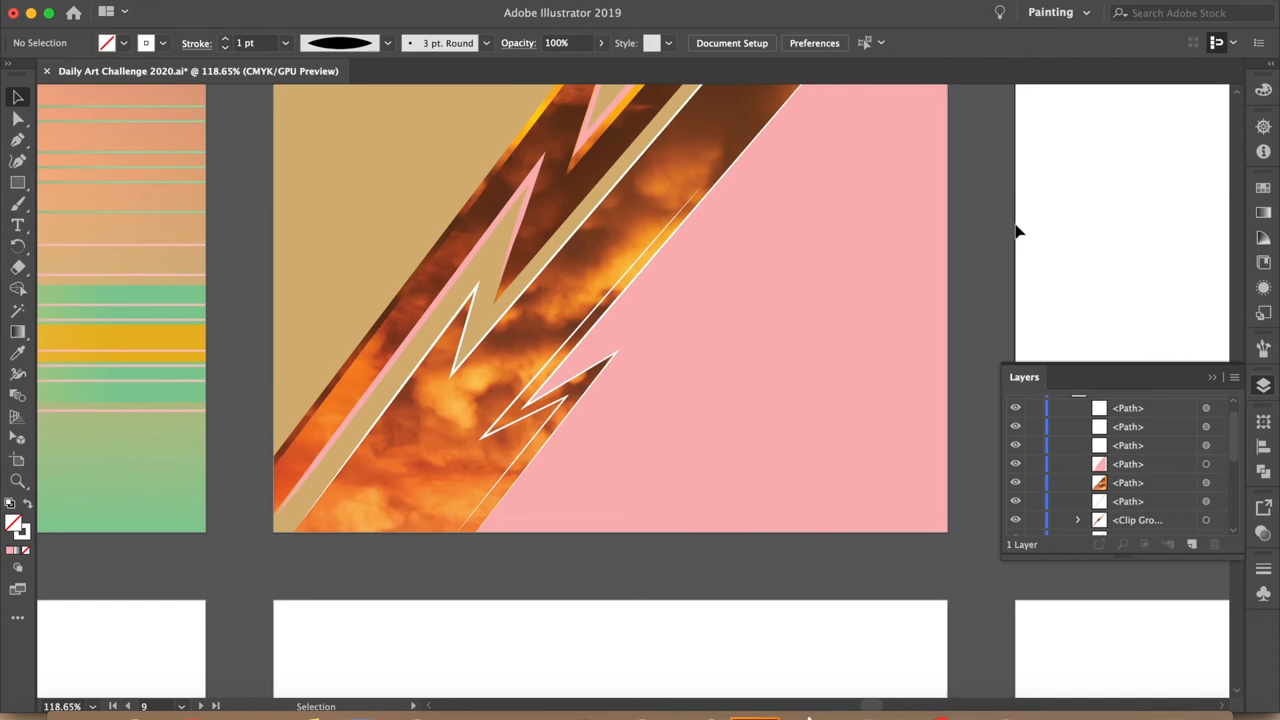 Adobe Illustrator 2019
Painting
Search Adobe Stock
No Selection
Stroke:
1 pt
3 pt. Round
Opacity:
100%
Style:
Document Setup
Preferences
Daily Art Challenge 2020.ai* @ 118.65% (CMYK/GPU Preview)
Layers
<Path>
<Path>
<Path>
<Path>
<Path>
<Path>
<Clip Gro...
1 Layer
118.65%
9
Selection